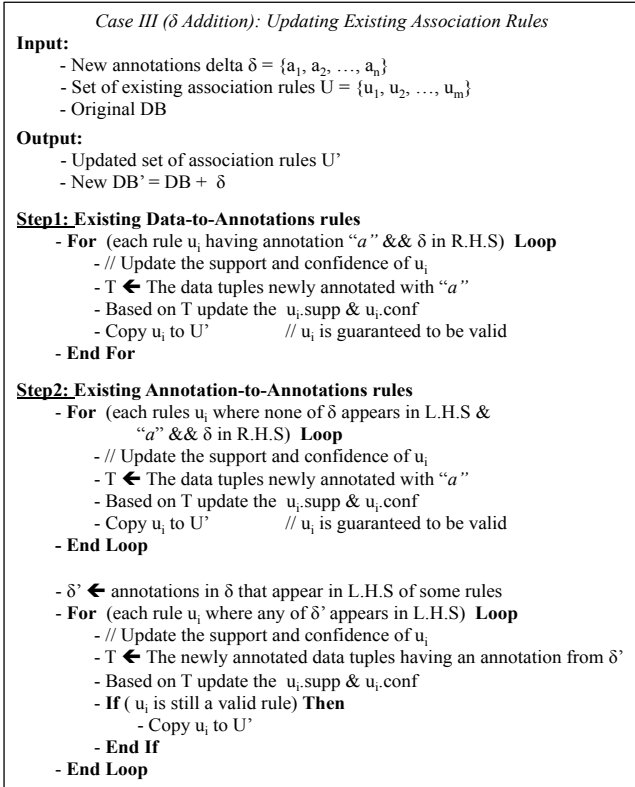 Case III (δ Addition): Updating Existing Association Rules
Input:
- New annotations delta δ = {a1, a2, …, an}
- Set of existing association rules U = {u1, u2, …, um}
- Original DB
Output:
- Updated set of association rules U’
- New DB’ = DB + δ
Step1: Existing Data-to-Annotations rules
- For (each rule ui having annotation “a” && δ in R.H.S) Loop
- // Update the support and confidence of ui
- T 🡸 The data tuples newly annotated with “a”
- Based on T update the ui.supp & ui.conf
- Copy ui to U’ // ui is guaranteed to be valid
- End For
Step2: Existing Annotation-to-Annotations rules
- For (each rules ui where none of δ appears in L.H.S &
“a” && δ in R.H.S) Loop
- // Update the support and confidence of ui
- T 🡸 The data tuples newly annotated with “a”
- Based on T update the ui.supp & ui.conf
- Copy ui to U’ // ui is guaranteed to be valid
- End Loop
- δ’ 🡸 annotations in δ that appear in L.H.S of some rules
- For (each rule ui where any of δ’ appears in L.H.S) Loop
- // Update the support and confidence of ui
- T 🡸 The newly annotated data tuples having an annotation from δ’
- Based on T update the ui.supp & ui.conf
- If ( ui is still a valid rule) Then
- Copy ui to U’
- End If
- End Loop